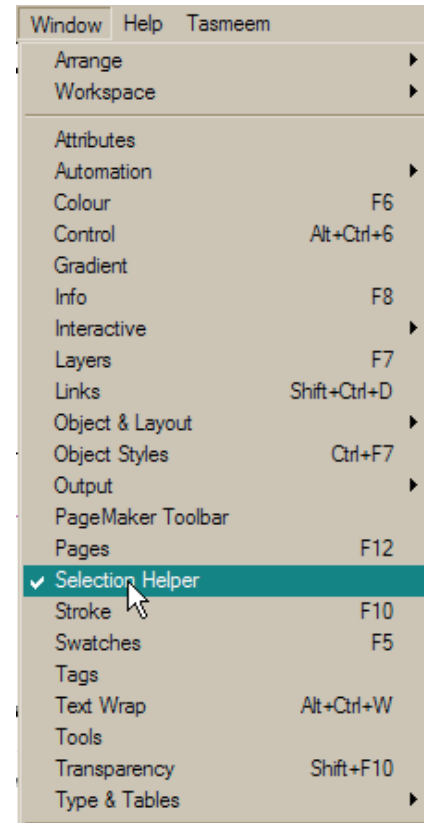 Window Help Tasmeem
Arrange
Workspace
Attributes
Automation
Colour F6
Control Alt+Ctrl+6
Gradient
Info F8
Interactive
Layers F7
Links Shift+Ctrl+D
Object & Layout
Object Styles Ctrl+F7
Output
PageMaker Toolbar
Pages F12
Selection Helper
Stroke F10
Swatches F5
Tags
Text Wrap Alt+Ctrl+W
Tools
Transparency Shift+F10
Type & Tables